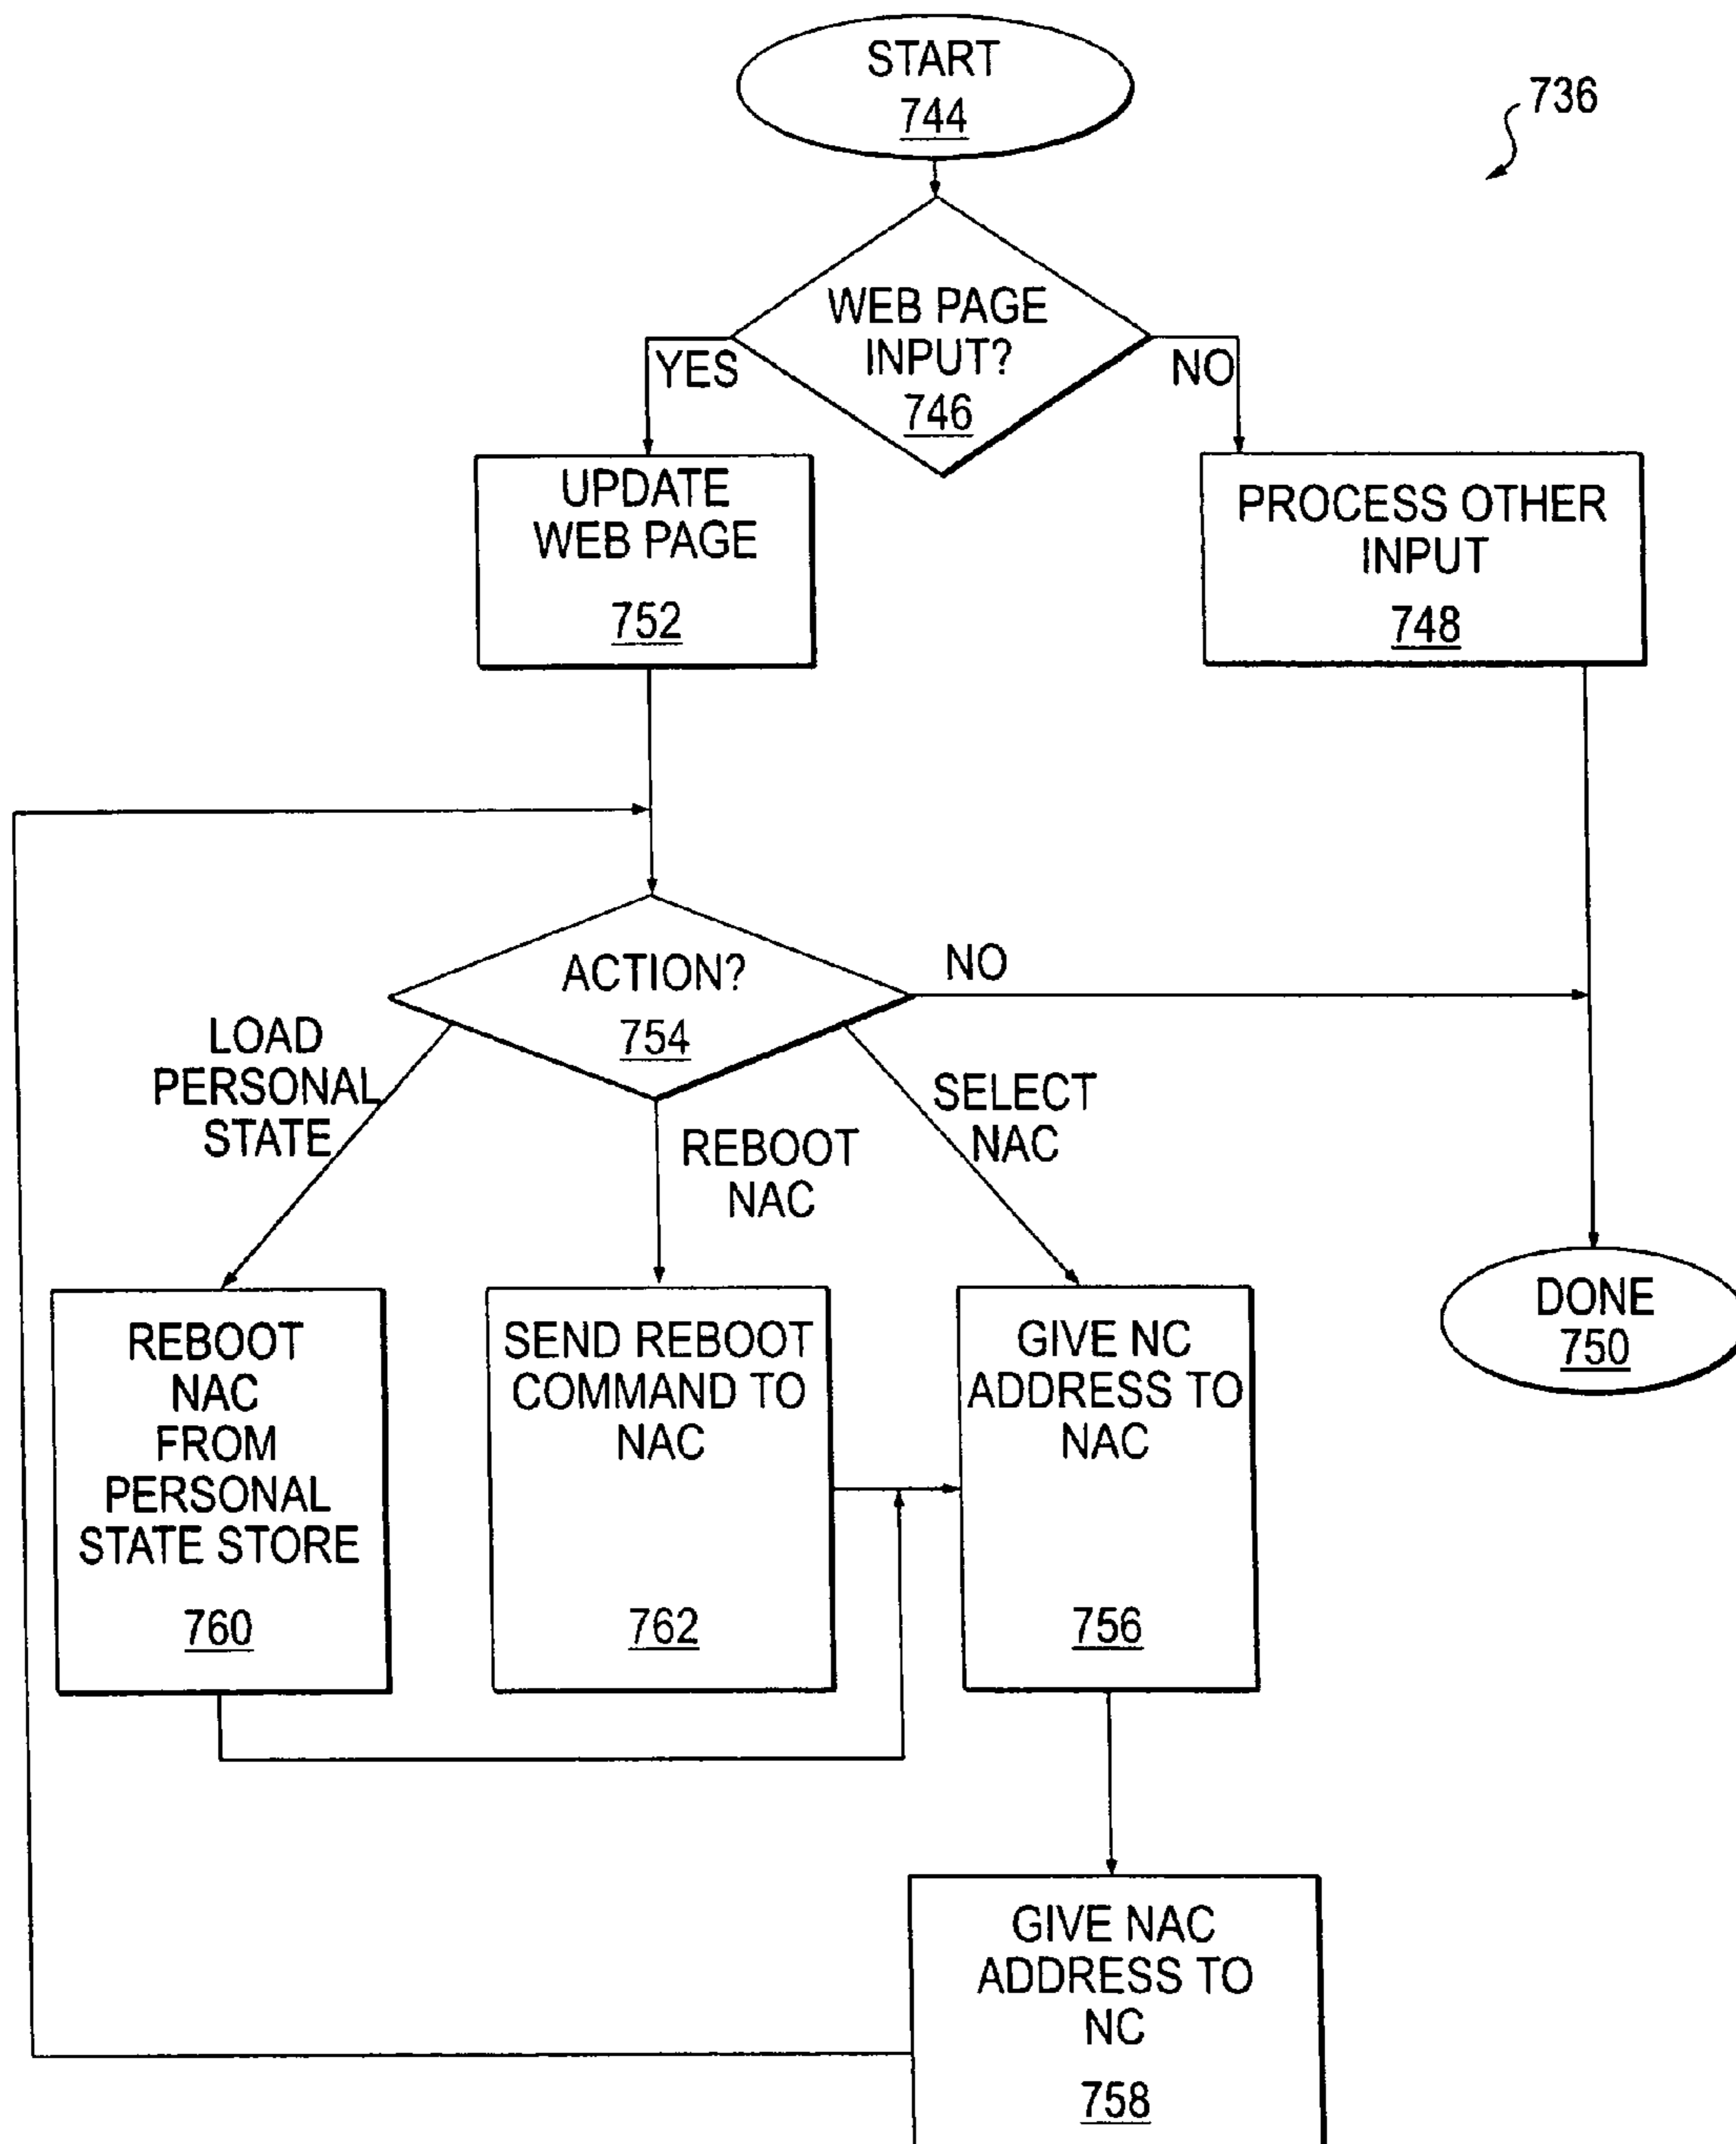 START
744
736
WEB PAGE
INPUT?
746
YES
NO
UPDATE
WEB PAGE
752
PROCESS OTHER
INPUT
748
ACTION?
754
NO
LOAD
PERSONAL
STATE
REBOOT
NAC
SELECT
NAC
REBOOT
NAC
FROM
PERSONAL
STATE STORE
760
SEND REBOOT
COMMAND TO
NAC
762
GIVE NC
ADDRESS TO
NAC
756
DONE
750
GIVE NAC
ADDRESS TO
NC
758